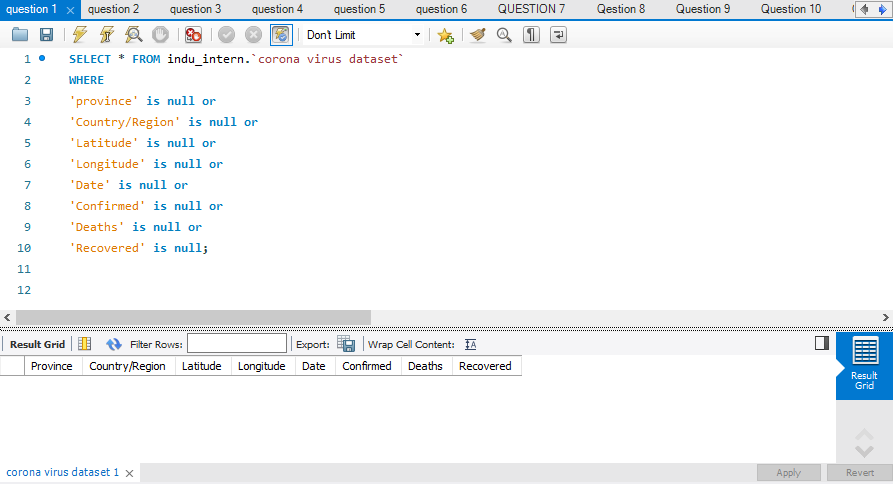 question 1 question 2 question 3 question 4 question 5 question 6 QUESTION 7 Qestion 8 Question 9 Question 10
Don't Limit
1 SELECT * FROM indu_intern.`corona virus dataset`
2 WHERE
3 'province' is null or
4 'Country/Region' is null or
5 'Latitude' is null or
6 'Longitude' is null or
7 'Date' is null or
8 'Confirmed' is null or
9 'Deaths' is null or
10 'Recovered' is null;
11
12
Result Grid Filter Rows: Export: Wrap Cell Content:
Province Country/Region Latitude Longitude Date Confirmed Deaths Recovered
Result
Grid
corona virus dataset 1 Apply Revert